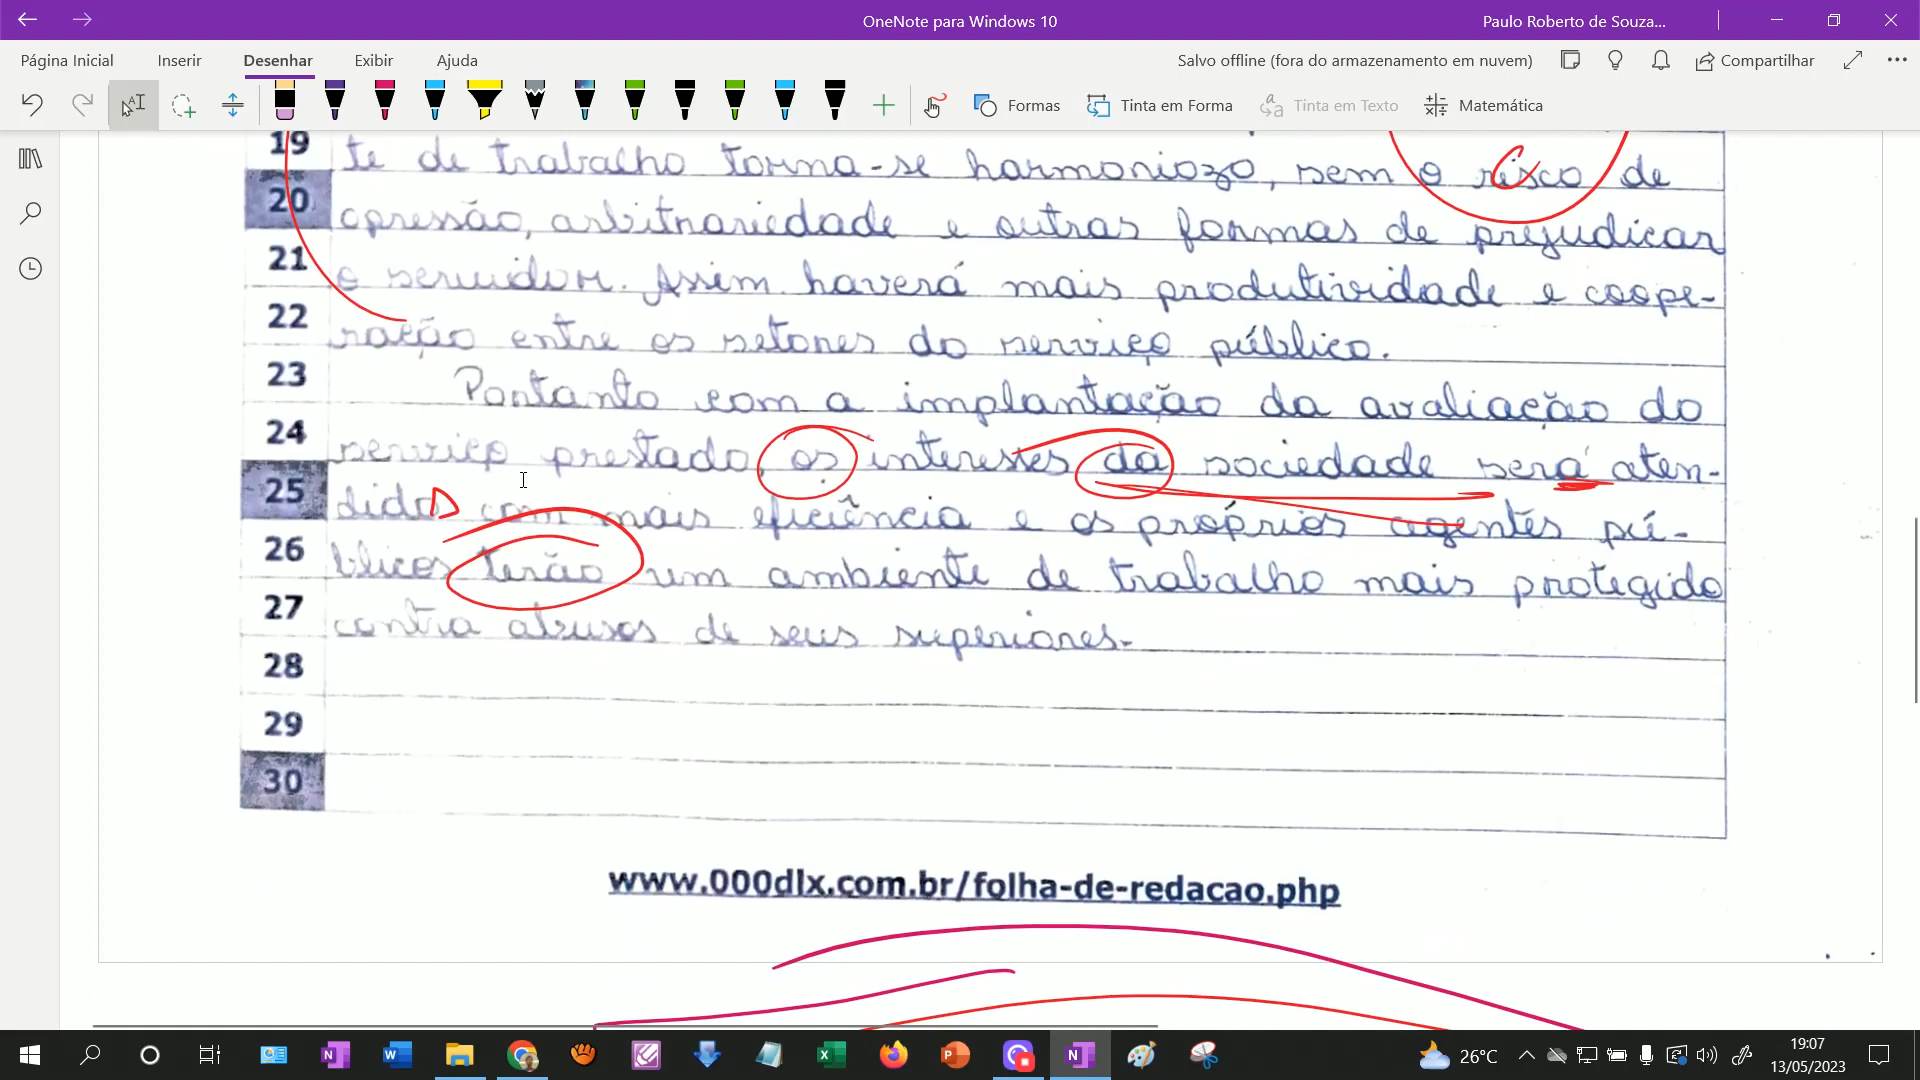 OneNote para Windows 10
Paulo Roberto de Souza...
Página Inicial
Inserir
Desenhar
Exibir
Ajuda
Salvo offline (fora do armazenamento em nuvem)
Compartilhar
Formas
Tinta em Forma
Tinta em Texto
Matemática
19 te de trabalho torna-se harmoniozo, sem o risco de
20 opressão, arbitrariedade e outras formas de prejudicar
21 o servidor. Assim haverá mais produtividade e coope-
22 ração entre os setores do serviço público.
23 Portanto com a implantação da avaliação do
24 serviço prestado, os interesses da sociedade será aten-
25 didos com mais eficiência e os próprios agentes pú-
26 blicos terão um ambiente de trabalho mais protegido
27 contra abusos de seus superiores.
28
29
30
www.000dlx.com.br/folha-de-redacao.php
26°C
19:07
13/05/2023